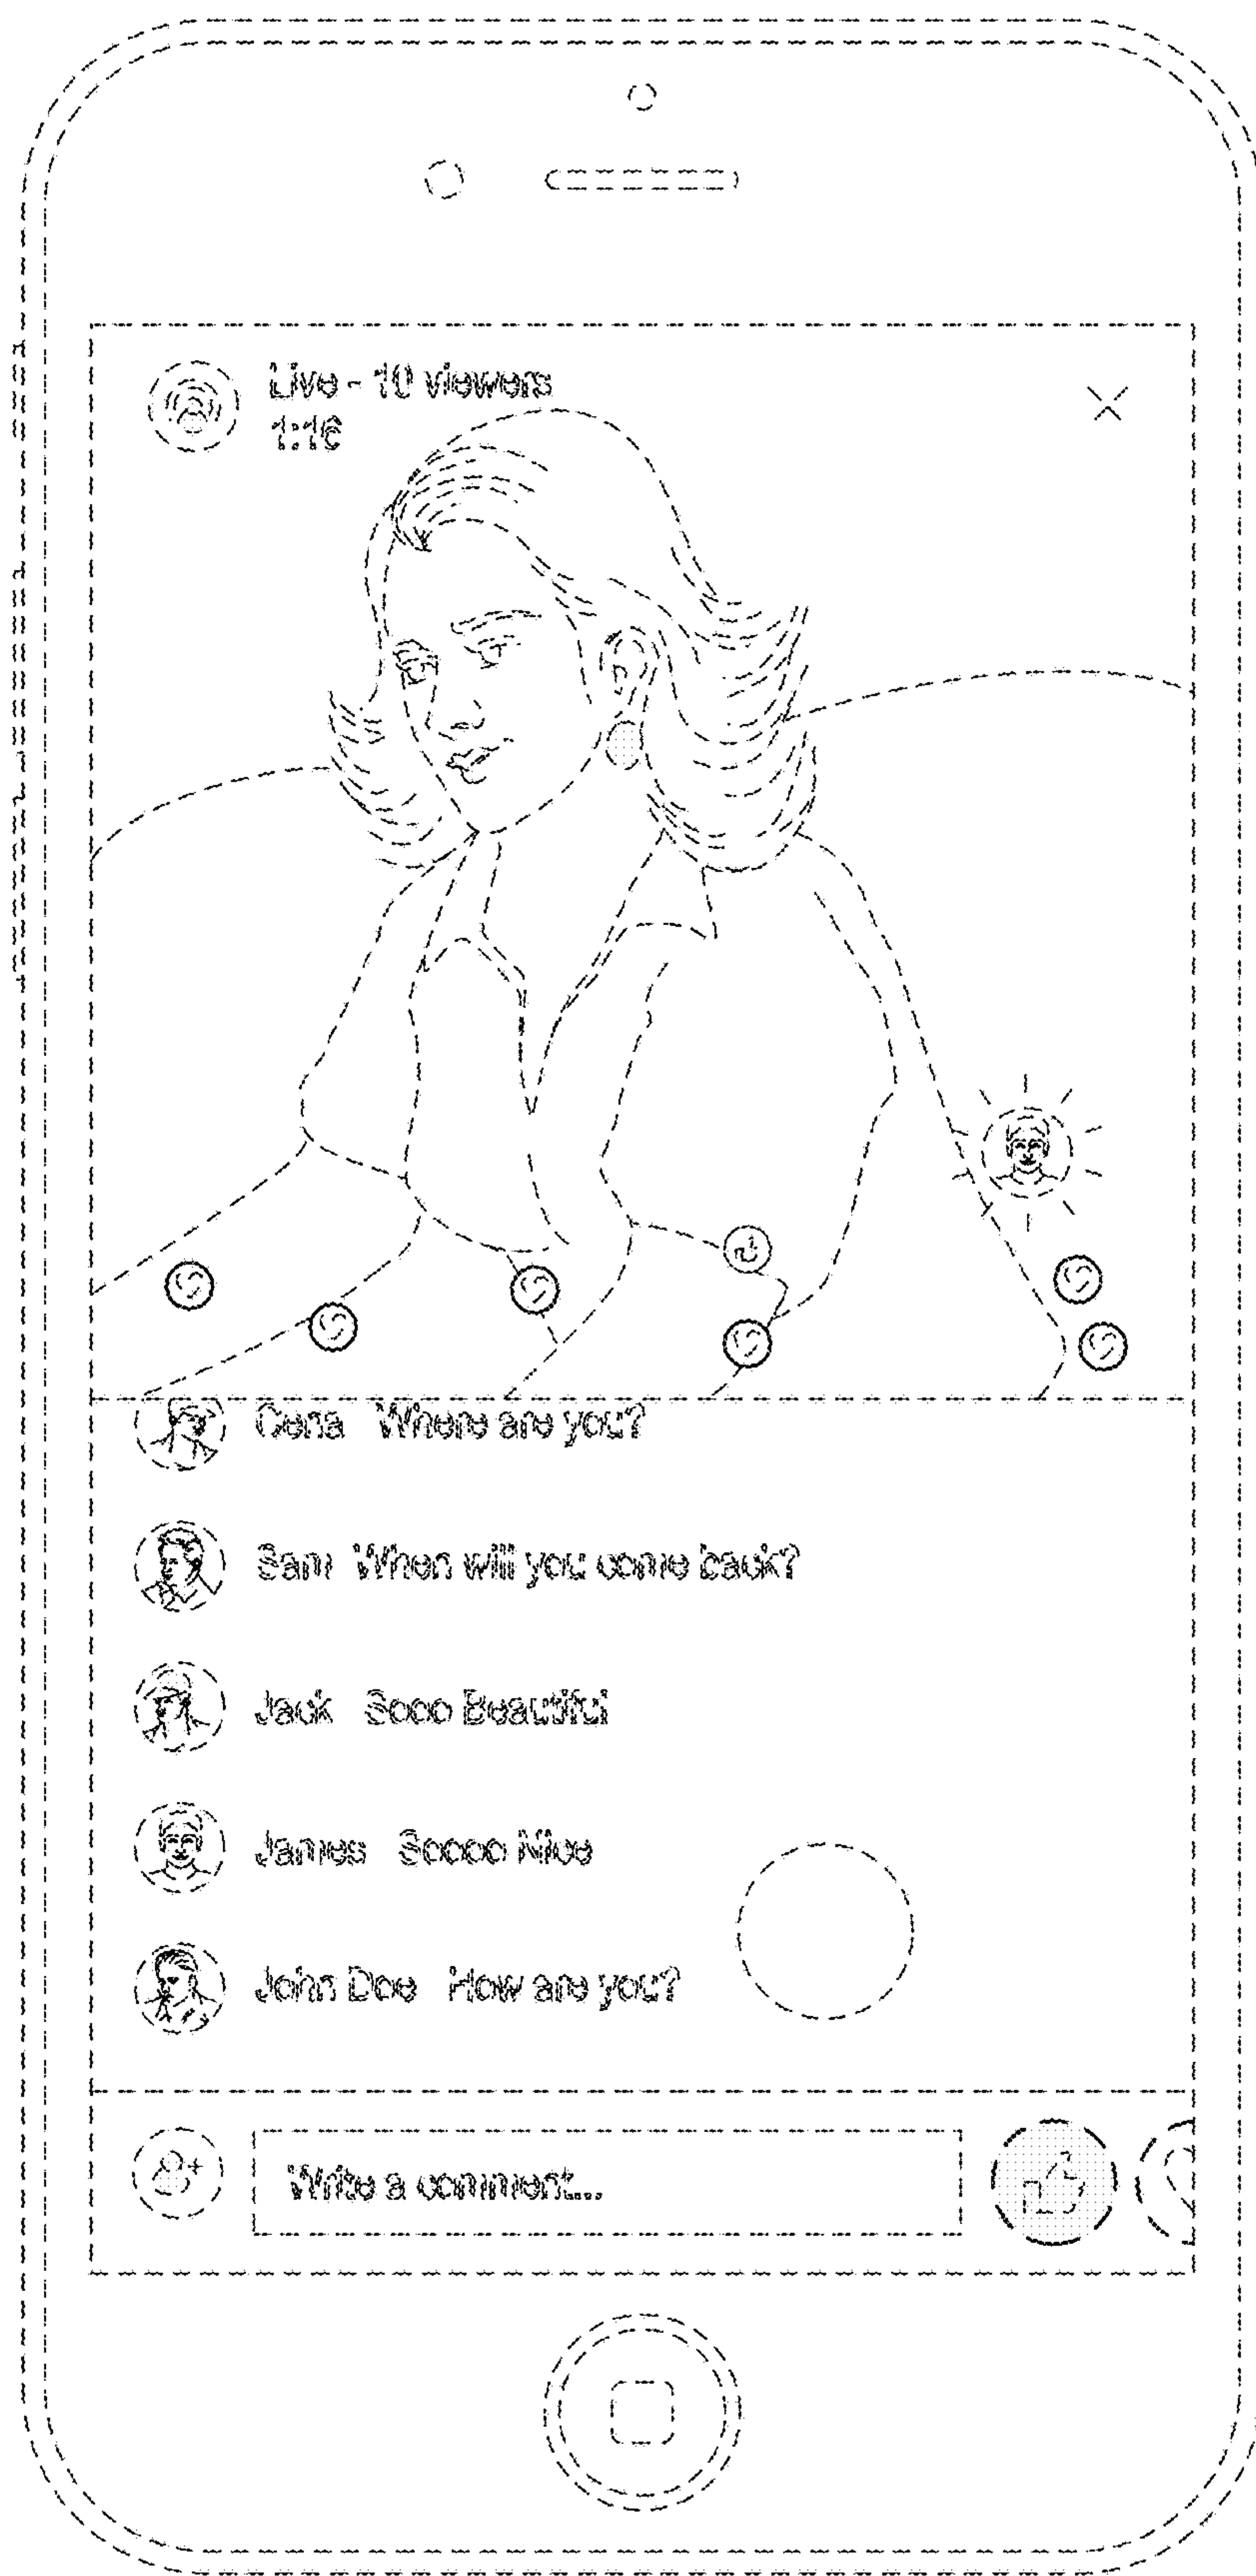 Live - 10 viewers
1:16
Cena Where are you?
Sam When will you come back?
Jack Sooo Beautiful
James Soooo Nice
John Doe How are you?
Write a comment...